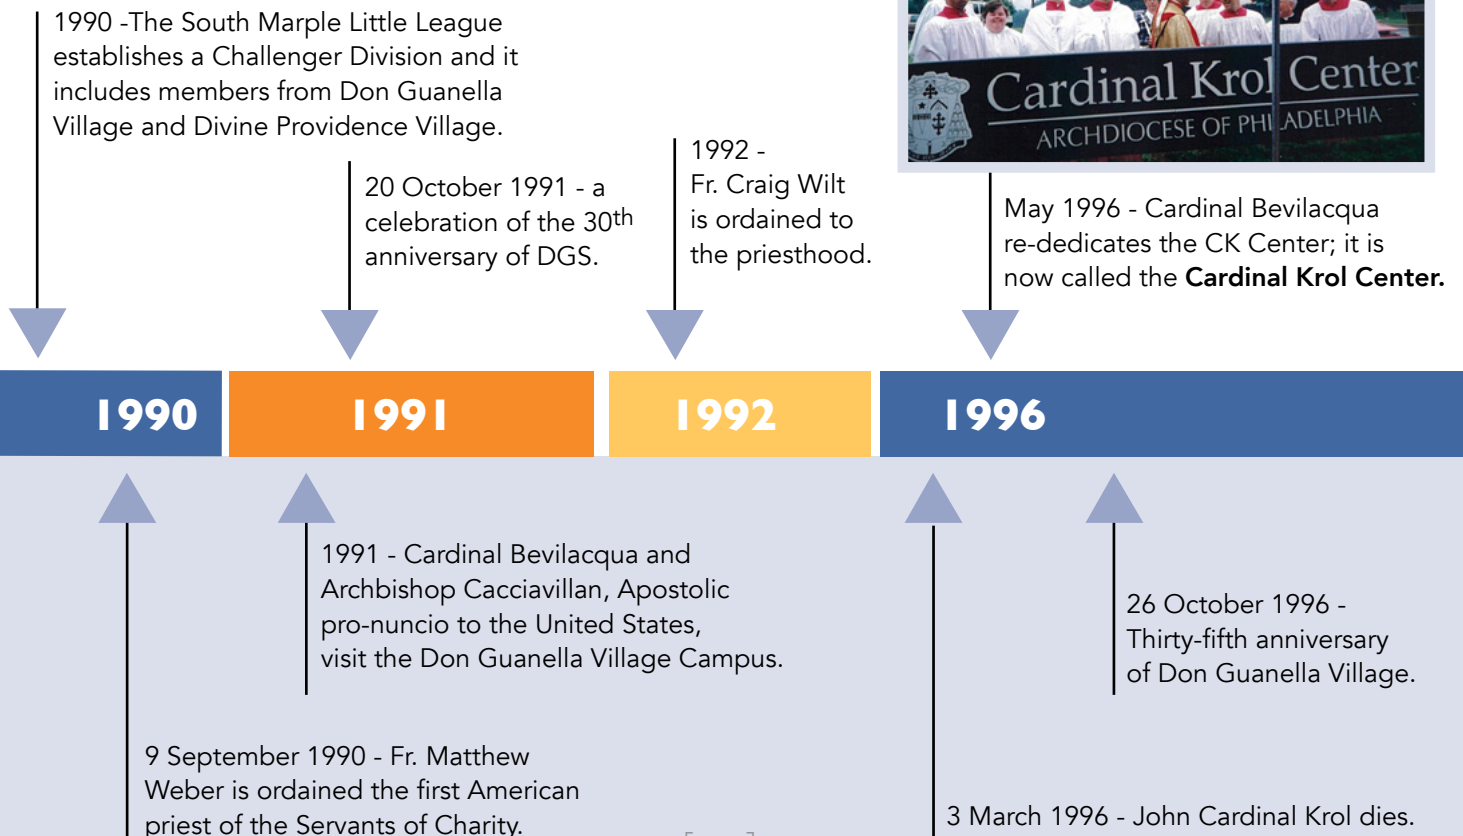 1990 -The South Marple Little League
establishes a Challenger Division and it
includes members from Don Guanella
Village and Divine Providence Village.
20 October 1991 - a
celebration of the 30th
anniversary of DGS.
1992 -
Fr. Craig Wilt
is ordained to
the priesthood.
Cardinal Krol Center
ARCHDIOCESE OF PHILADELPHIA
May 1996 - Cardinal Bevilacqua
re-dedicates the CK Center; it is
now called the Cardinal Krol Center.
1990
1991
1992
1996
1991 - Cardinal Bevilacqua and
Archbishop Cacciavillan, Apostolic
pro-nuncio to the United States,
visit the Don Guanella Village Campus.
26 October 1996 -
Thirty-fifth anniversary
of Don Guanella Village.
9 September 1990 - Fr. Matthew
Weber is ordained the first American
priest of the Servants of Charity.
3 March 1996 - John Cardinal Krol dies.